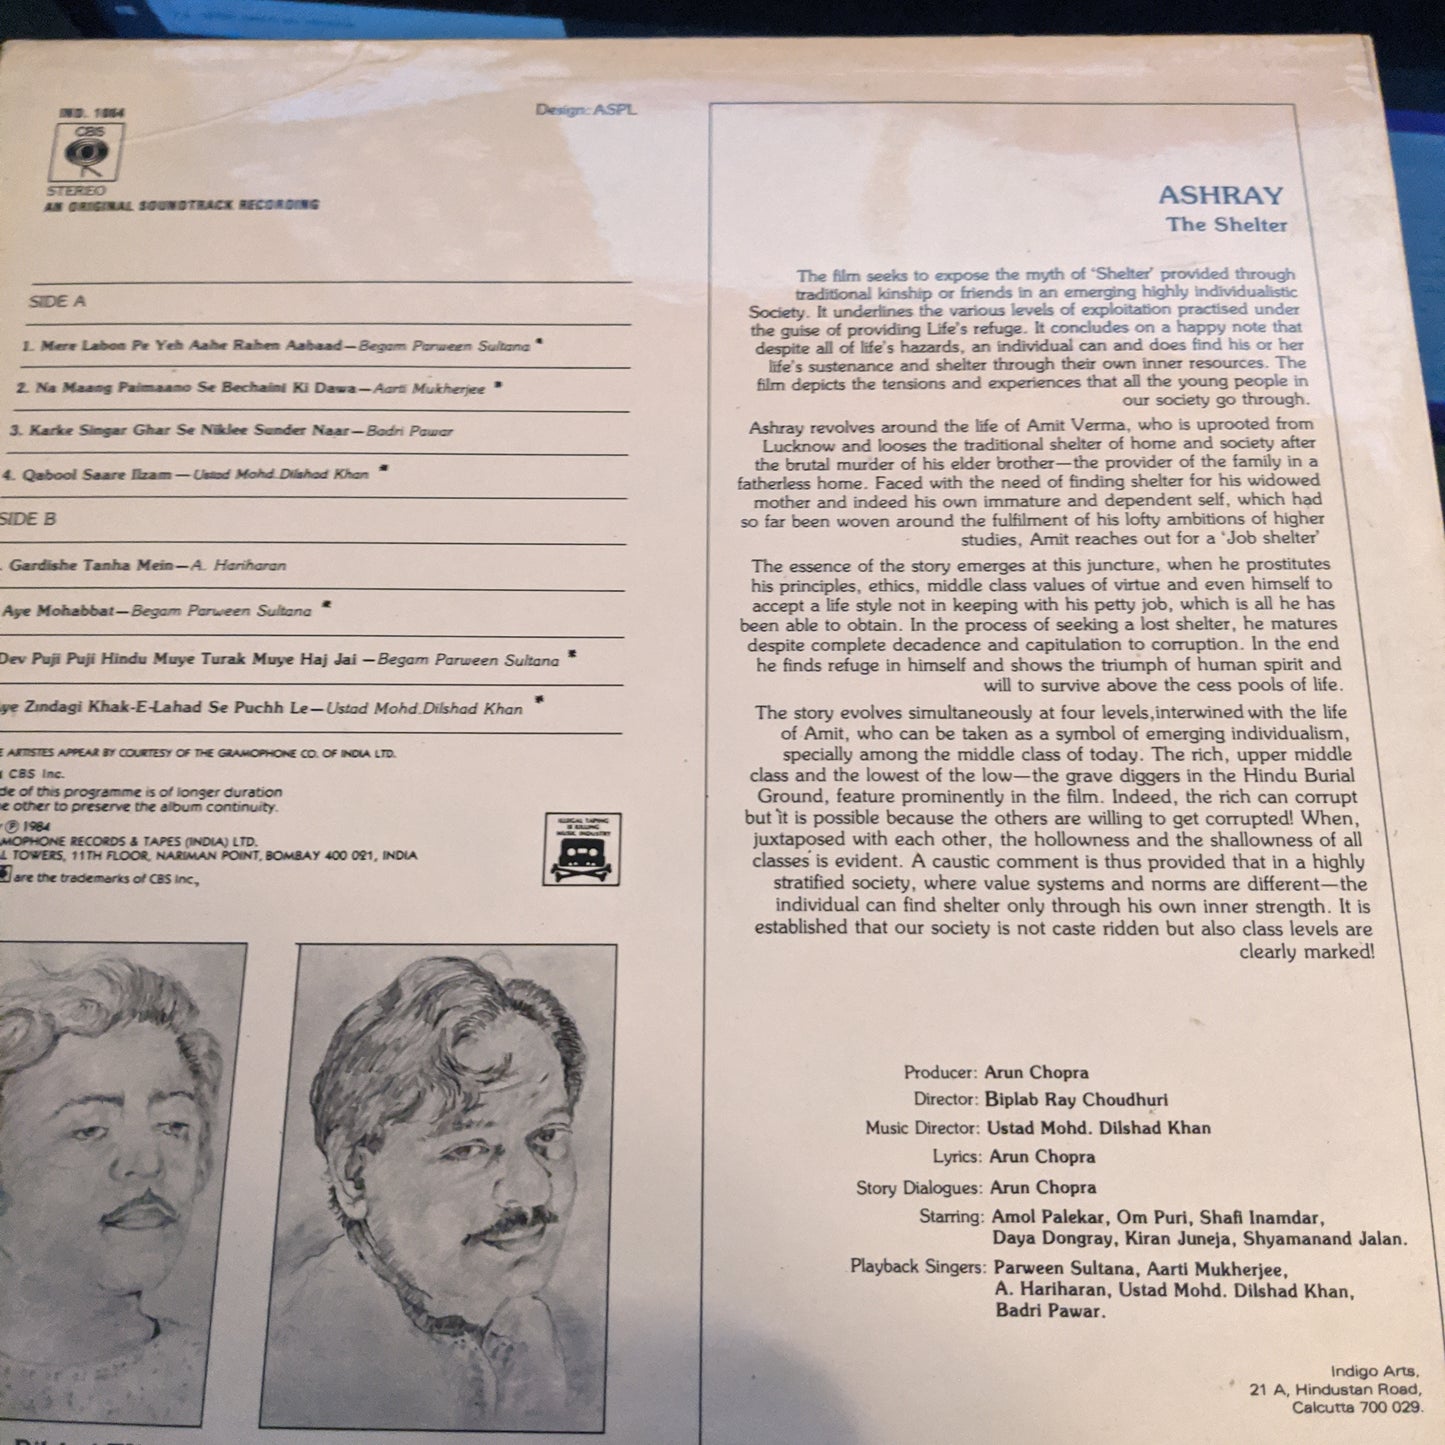 IND. 1064
CBS
STEREO
AN ORIGINAL SOUNDTRACK RECORDING
Design: ASPL
SIDE A
1. Mere Labon Pe Yeh Aahe Rahen Aabaad—Begam Parween Sultana *
2. Na Maang Paimaano Se Bechaini Ki Dawa—Aarti Mukherjee *
3. Karke Singar Ghar Se Niklee Sunder Naar—Badri Pawar
4. Qabool Saare Ilzam—Ustad Mohd. Dilshad Khan *
SIDE B
. Gardishe Tanha Mein—A. Hariharan
Aye Mohabbat—Begam Parween Sultana *
Dev Puji Puji Hindu Muye Turak Muye Haj Jai—Begam Parween Sultana *
ye Zindagi Khak-E-Lahad Se Puchh Le—Ustad Mohd. Dilshad Khan *
ARTISTES APPEAR BY COURTESY OF THE GRAMOPHONE CO. OF INDIA LTD.
CBS Inc.
de of this programme is of longer duration
e other to preserve the album continuity.
Ⓟ 1984
MOPHONE RECORDS & TAPES (INDIA) LTD.
L TOWERS, 11TH FLOOR, NARIMAN POINT, BOMBAY 400 021, INDIA
are the trademarks of CBS Inc.,
ILLEGAL TAPING
IS KILLING
MUSIC INDUSTRY
ASHRAY
The Shelter
The film seeks to expose the myth of 'Shelter' provided through
traditional kinship or friends in an emerging highly individualistic
Society. It underlines the various levels of exploitation practised under
the guise of providing Life's refuge. It concludes on a happy note that
despite all of life's hazards, an individual can and does find his or her
life's sustenance and shelter through their own inner resources. The
film depicts the tensions and experiences that all the young people in
our society go through.
Ashray revolves around the life of Amit Verma, who is uprooted from
Lucknow and looses the traditional shelter of home and society after
the brutal murder of his elder brother—the provider of the family in a
fatherless home. Faced with the need of finding shelter for his widowed
mother and indeed his own immature and dependent self, which had
so far been woven around the fulfilment of his lofty ambitions of higher
studies, Amit reaches out for a 'Job shelter'
The essence of the story emerges at this juncture, when he prostitutes
his principles, ethics, middle class values of virtue and even himself to
accept a life style not in keeping with his petty job, which is all he has
been able to obtain. In the process of seeking a lost shelter, he matures
despite complete decadence and capitulation to corruption. In the end
he finds refuge in himself and shows the triumph of human spirit and
will to survive above the cess pools of life.
The story evolves simultaneously at four levels,interwined with the life
of Amit, who can be taken as a symbol of emerging individualism,
specially among the middle class of today. The rich, upper middle
class and the lowest of the low—the grave diggers in the Hindu Burial
Ground, feature prominently in the film. Indeed, the rich can corrupt
but it is possible because the others are willing to get corrupted! When,
juxtaposed with each other, the hollowness and the shallowness of all
classes is evident. A caustic comment is thus provided that in a highly
stratified society, where value systems and norms are different—the
individual can find shelter only through his own inner strength. It is
established that our society is not caste ridden but also class levels are
clearly marked!
Producer: Arun Chopra
Director: Biplab Ray Choudhuri
Music Director: Ustad Mohd. Dilshad Khan
Lyrics: Arun Chopra
Story Dialogues: Arun Chopra
Starring: Amol Palekar, Om Puri, Shafi Inamdar,
Daya Dongray, Kiran Juneja, Shyamanand Jalan.
Playback Singers: Parween Sultana, Aarti Mukherjee,
A. Hariharan, Ustad Mohd. Dilshad Khan,
Badri Pawar.
Indigo Arts,
21 A, Hindustan Road,
Calcutta 700 029.